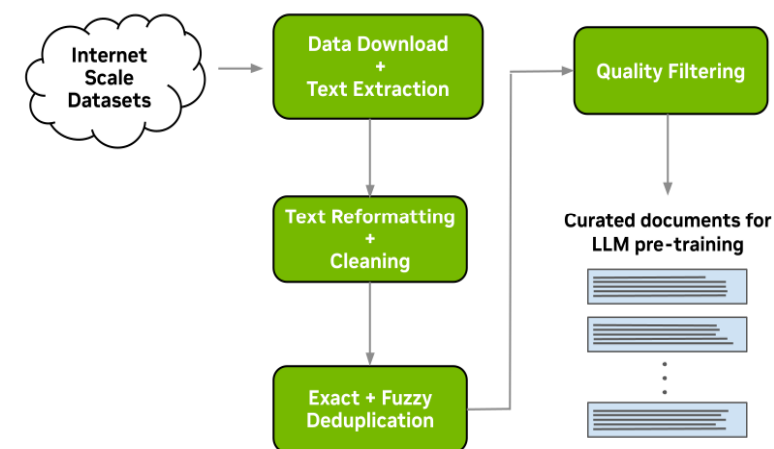 Internet
Scale
Datasets
Data Download
+
Text Extraction
Text Reformatting
+
Cleaning
Exact + Fuzzy
Deduplication
Quality Filtering
Curated documents for
LLM pre-training